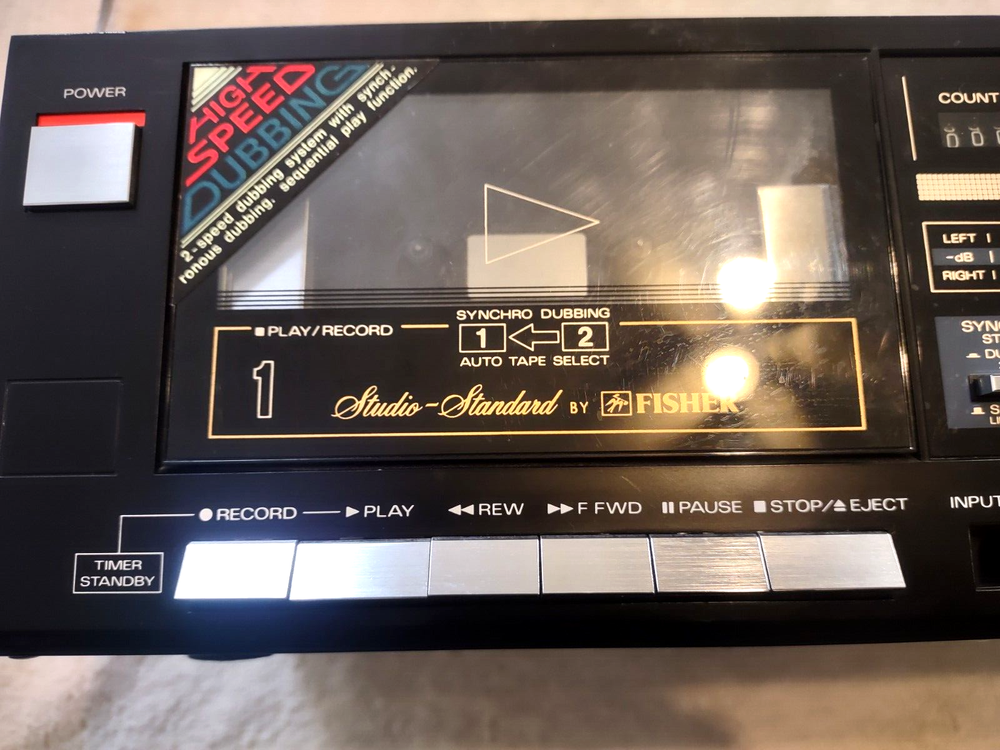 POWER
HIGH
SPEED
DUBBING
2-speed dubbing system with synch-
ronous dubbing. sequential play function.
■PLAY/RECORD
SYNCHRO DUBBING
1 2
AUTO TAPE SELECT
1
Studio-Standard BY FISHER
COUNT
0 0
LEFT
-dB
RIGHT
●RECORD ▶PLAY ◀◀REW ▶▶F FWD ▮▮PAUSE ■STOP/⏏EJECT
TIMER
STANDBY
INPUT